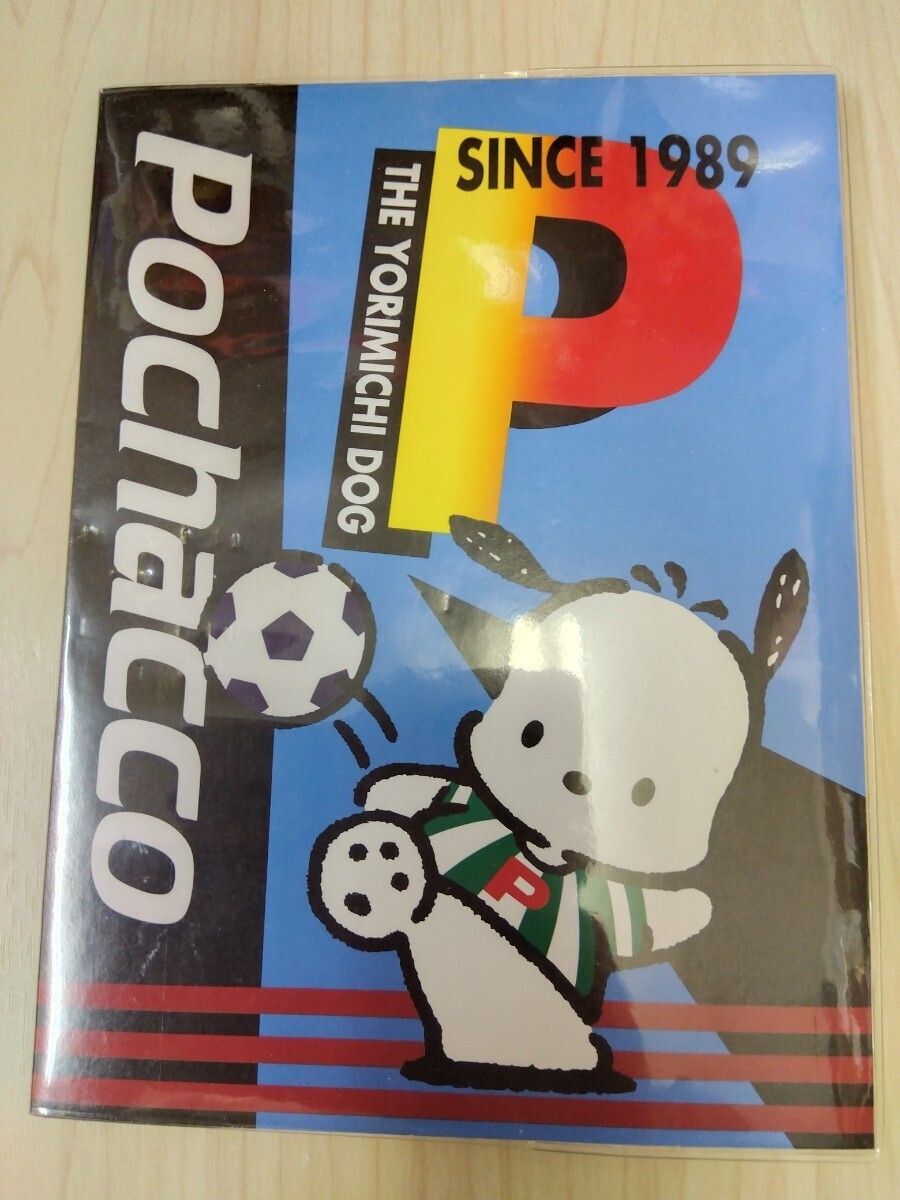 Pochacco
SINCE 1989
P
THE YORIMICHI DOG
P